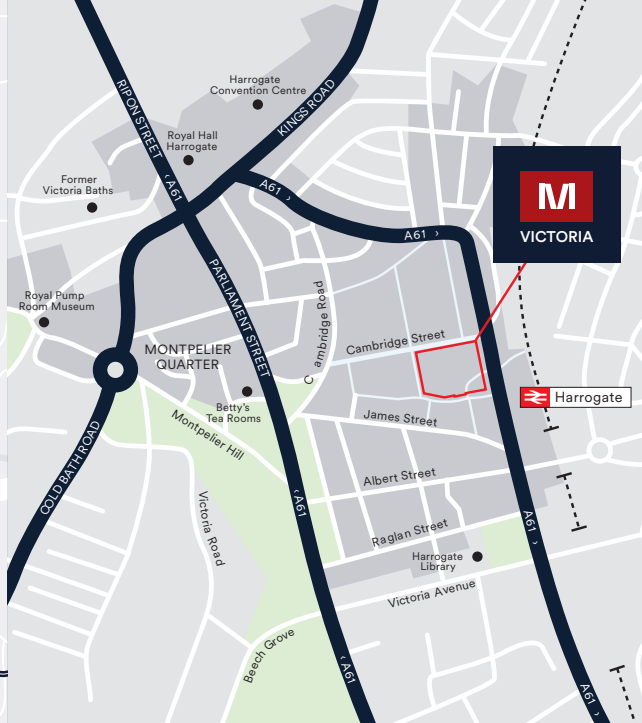 Harrogate
Convention Centre
RIPON STREET
KINGS ROAD
Royal Hall
Harrogate
‹ A61
A61 ›
Former
Victoria Baths
M
VICTORIA
A61 ›
PARLIAMENT STREET
Royal Pump
Room Museum
Cambridge Road
Cambridge Street
MONTPELIER
QUARTER
Harrogate
Betty's
Tea Rooms
James Street
Montpelier Hill
COLD BATH ROAD
Albert Street
Victoria Road
‹ A61
Raglan Street
A61 ›
Harrogate
Library
Victoria Avenue
Beech Grove
‹ A61
A61 ›